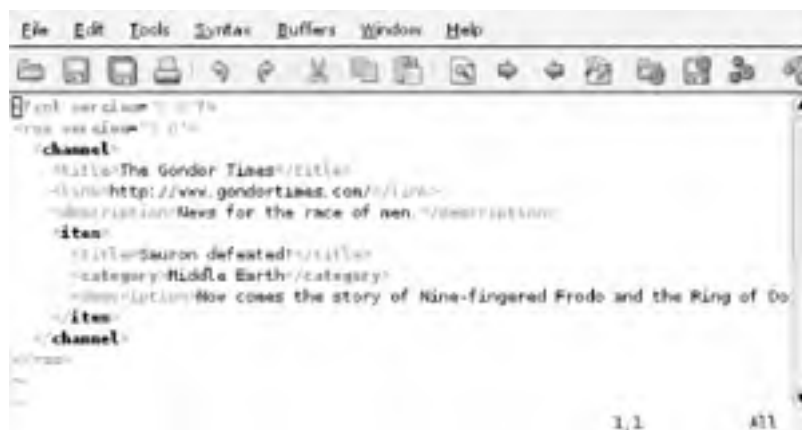 File Edit Tools Syntax Buffers Window Help
<?xml version="1.0"?>
<rss version="2.0">
<channel>
<title>The Gondor Times</title>
<link>http://www.gondortimes.com/</link>
<description>News for the race of men.</description>
<item>
<title>Sauron defeated!</title>
<category>Middle Earth</category>
<description>Now comes the story of Nine-fingered Frodo and the Ring of Do
</item>
</channel>
</rss>
~
~
1,1 All